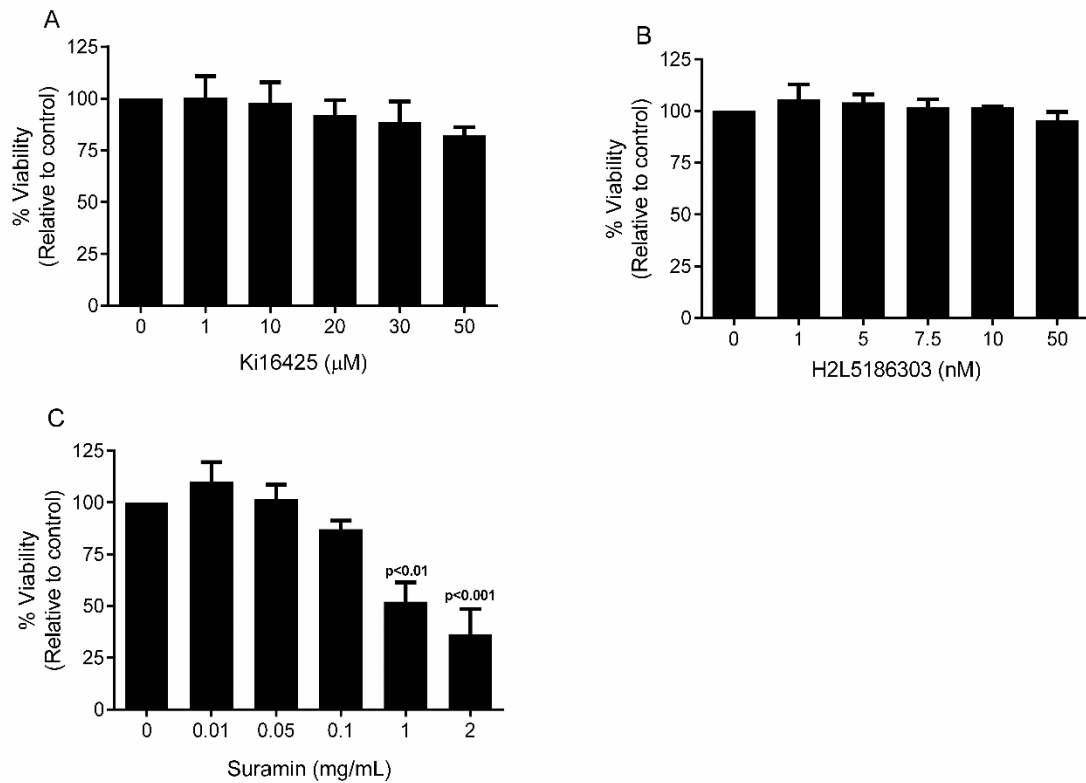 A
% Viability
(Relative to control)
125
100
75
50
25
0
0 1 10 20 30 50
Ki16425 (μM)
B
% Viability
(Relative to control)
125
100
75
50
25
0
0 1 5 7.5 10 50
H2L5186303 (nM)
C
% Viability
(Relative to control)
125
100
75
50
25
0
p<0.01
p<0.001
0 0.01 0.05 0.1 1 2
Suramin (mg/mL)